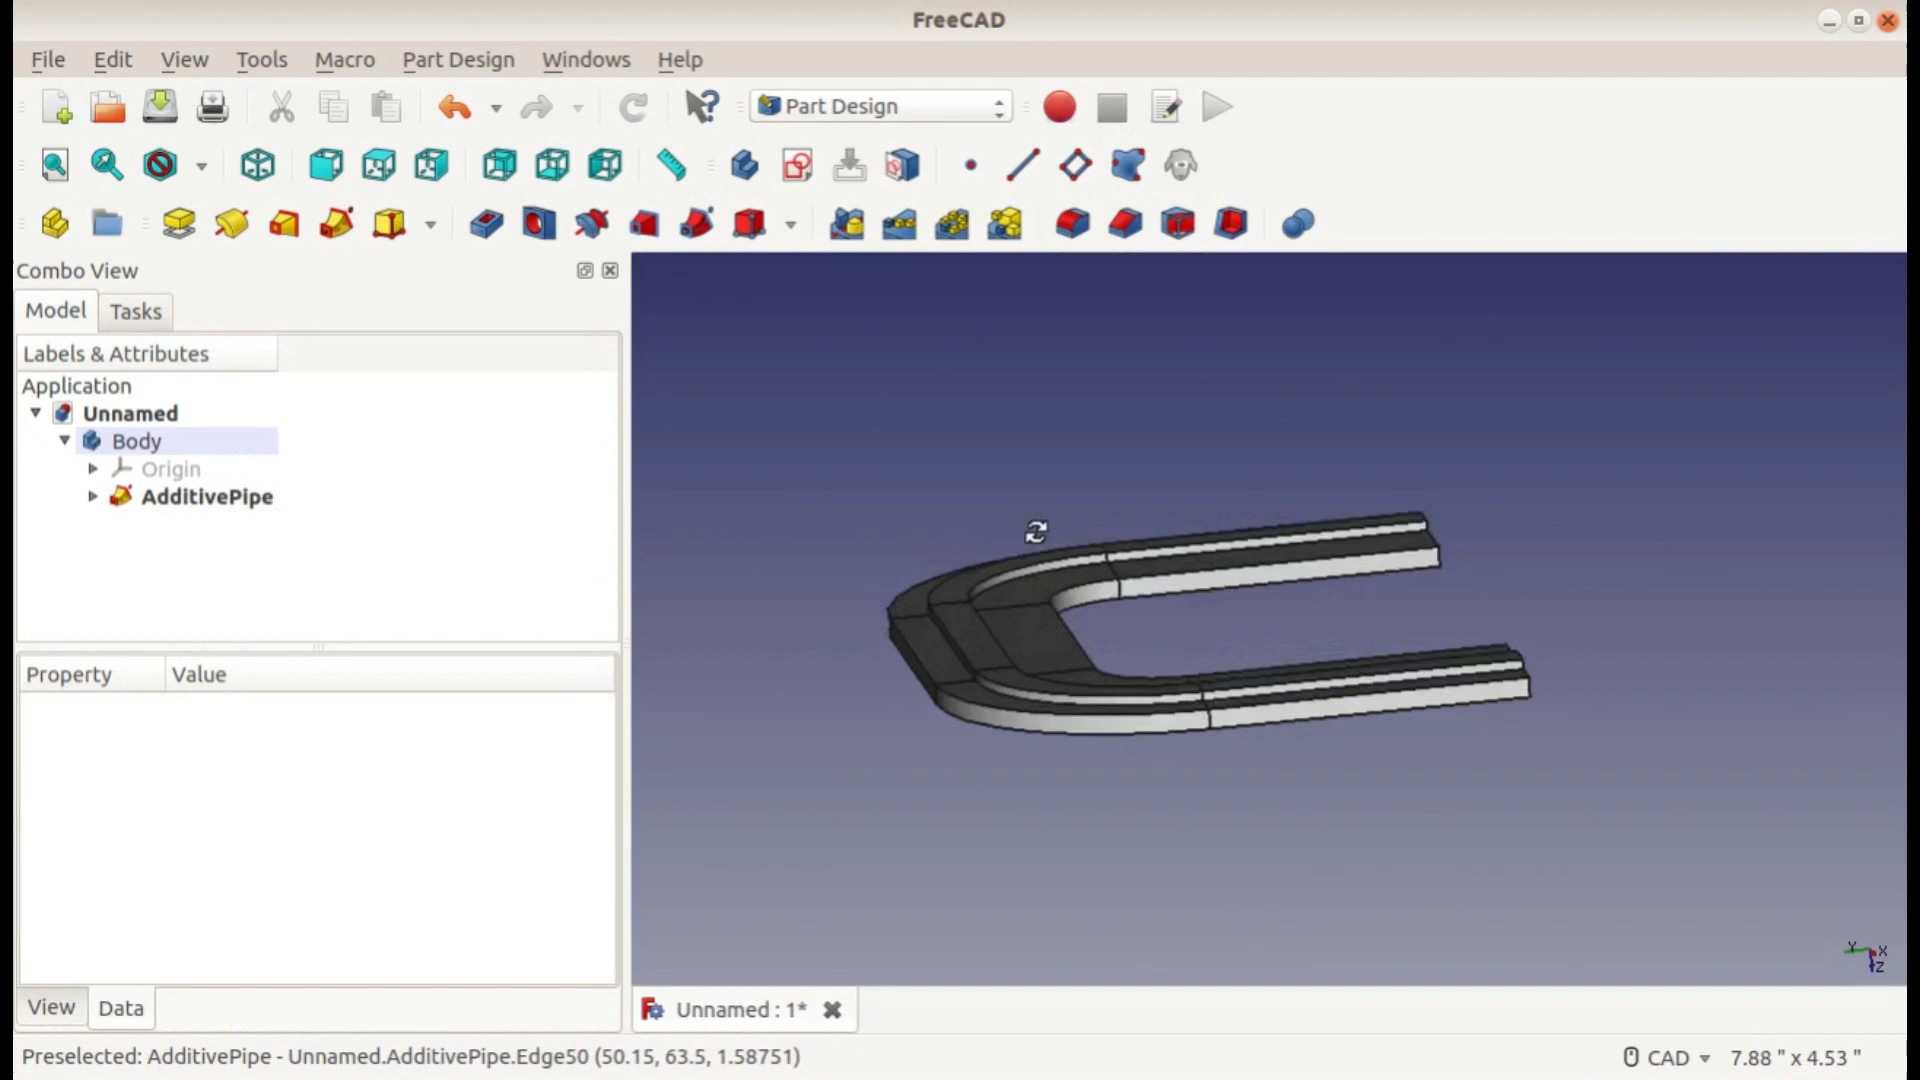 FreeCAD
File Edit View Tools Macro Part Design Windows Help
Part Design
Combo View
Model Tasks
Labels & Attributes
Application
Unnamed
Body
Origin
AdditivePipe
Property Value
View Data
Unnamed : 1*
Y X
Z
Preselected: AdditivePipe - Unnamed.AdditivePipe.Edge50 (50.15, 63.5, 1.58751)
CAD 7.88 " x 4.53 "